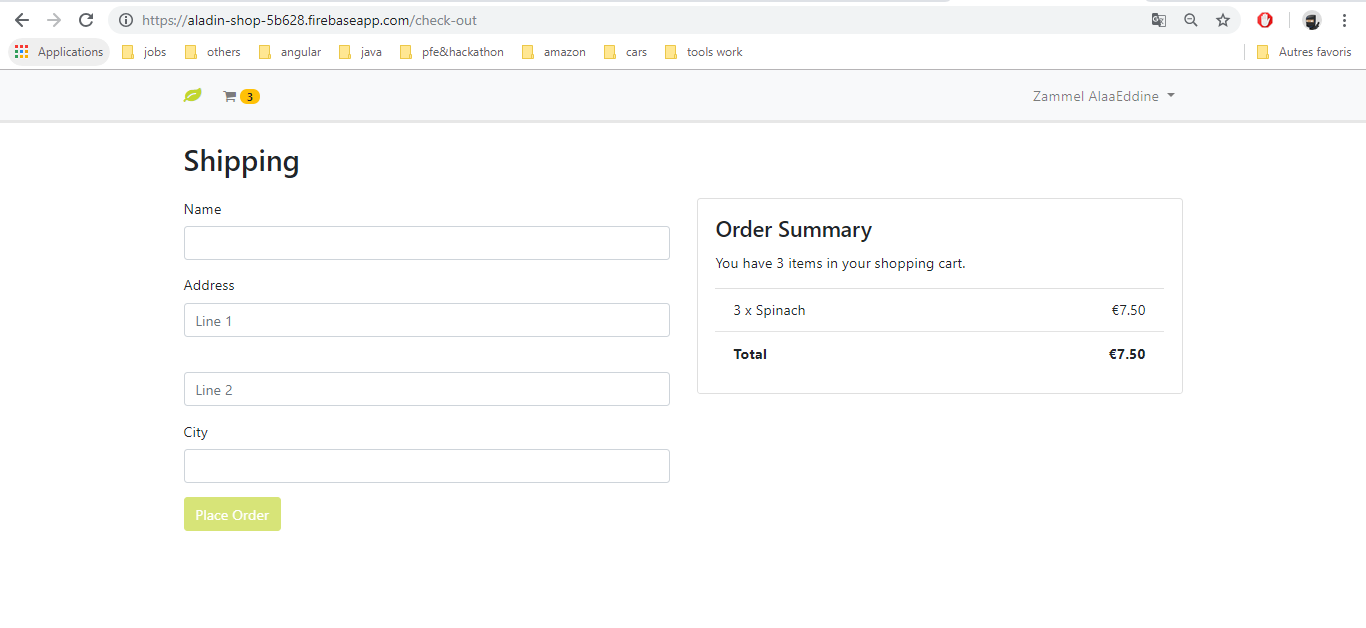 https://aladin-shop-5b628.firebaseapp.com/check-out
Applications jobs others angular java pfe&hackathon amazon cars tools work Autres favoris
3 Zammel AlaaEddine
Shipping
Name
Address
Line 1
Line 2
City
Place Order
Order Summary
You have 3 items in your shopping cart.
3 x Spinach €7.50
Total €7.50